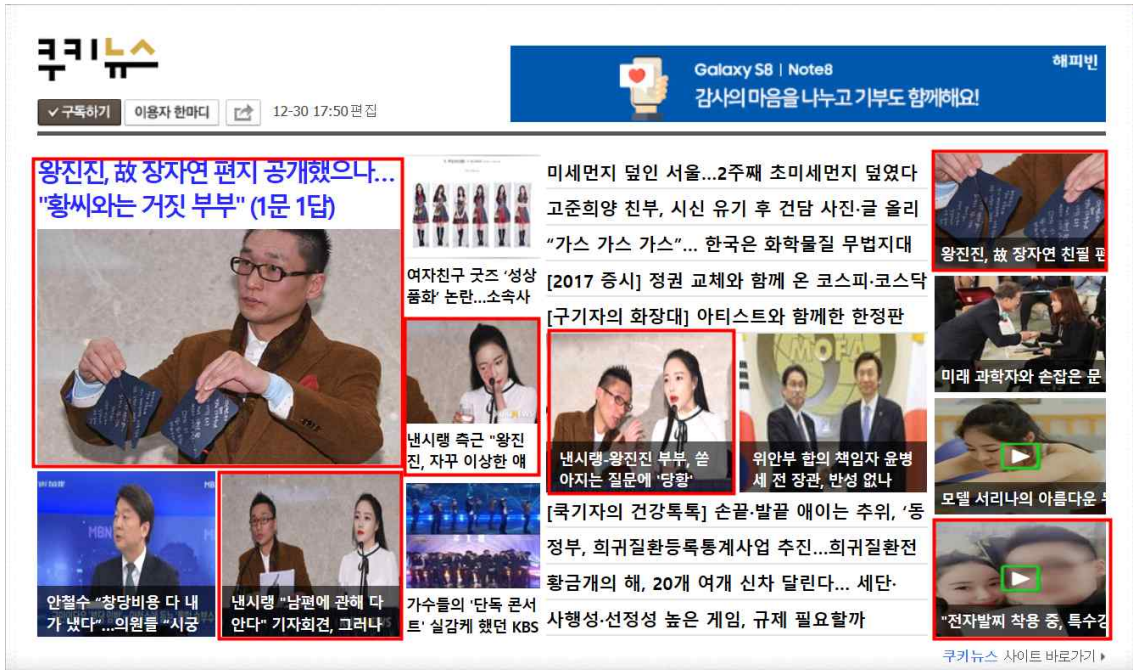 쿠키뉴스
Galaxy S8 | Note8
감사의 마음을 나누고 기부도 함께해요!
해피빈
구독하기
이용자 한마디
12-30 17:50 편집
왕진진, 故 장자연 편지 공개했으나…
"황씨와는 거짓 부부" (1문 1답)
안철수 “창당비용 다 내
가 냈다”…의원들 “시궁
낸시랭 "남편에 관해 다
안다" 기자회견, 그러나
여자친구 굿즈 ‘성상
품화’ 논란…소속사
낸시랭 측근 "왕진
진, 자꾸 이상한 얘
가수들의 '단독 콘서
트' 실감케 했던 KBS
미세먼지 덮인 서울…2주째 초미세먼지 덮였다
고준희양 친부, 시신 유기 후 건담 사진·글 올리
“가스 가스 가스”… 한국은 화학물질 무법지대
[2017 증시] 정권 교체와 함께 온 코스피·코스닥
[구기자의 화장대] 아티스트와 함께한 한정판
MOFA
낸시랭-왕진진 부부, 쏟
아지는 질문에 '당황'
위안부 합의 책임자 윤병
세 전 장관, 반성 없나
[쿡기자의 건강톡톡] 손끝·발끝 애이는 추위, ‘동
정부, 희귀질환등록통계사업 추진…희귀질환전
황금개의 해, 20개 여개 신차 달린다… 세단·
사행성·선정성 높은 게임, 규제 필요할까
왕진진, 故 장자연 친필 편
미래 과학자와 손잡은 문
모델 서리나의 아름다운
"전자발찌 착용 중, 특수강
쿠키뉴스 사이트 바로가기